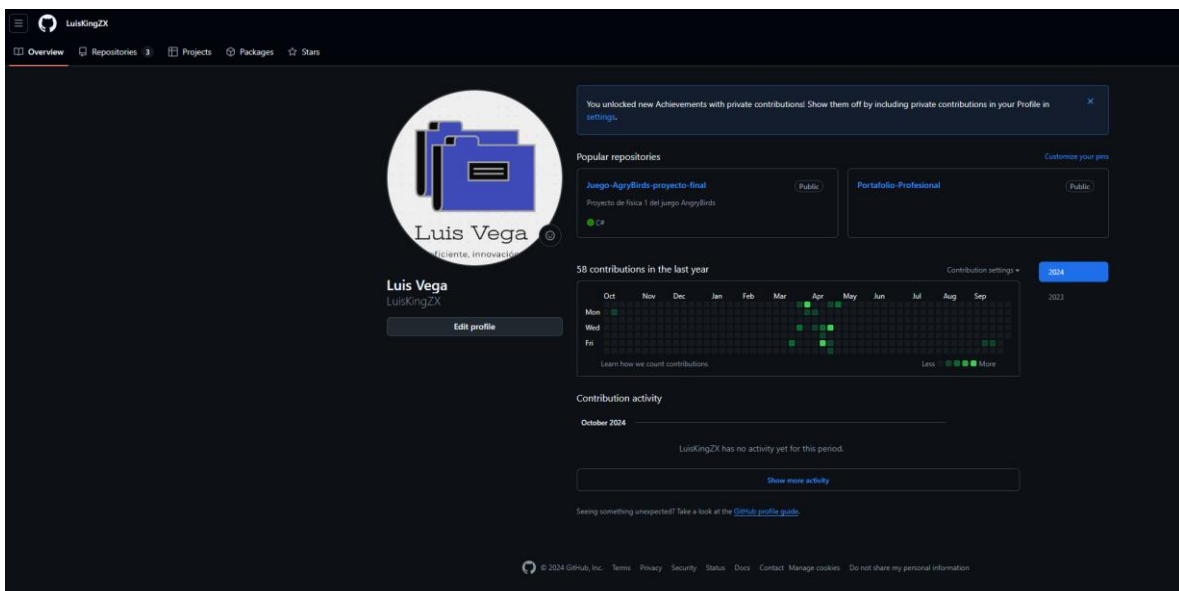 LuisKingZX
Overview Repositories 3 Projects Packages Stars
You unlocked new Achievements with private contributions! Show them off by including private contributions in your Profile in
settings.
Popular repositories Customize your pins
Juego-AgryBirds-proyecto-final Public
Proyecto de física 1 del juego AngryBirds
C#
Portafolio-Profesional Public
Luis Vega
ficiente, innovació
Luis Vega
LuisKingZX
Edit profile
58 contributions in the last year Contribution settings
2024
2023
Oct Nov Dec Jan Feb Mar Apr May Jun Jul Aug Sep
Mon
Wed
Fri
Learn how we count contributions Less More
Contribution activity
October 2024
LuisKingZX has no activity yet for this period.
Show more activity
Seeing something unexpected? Take a look at the GitHub profile guide.
© 2024 GitHub, Inc. Terms Privacy Security Status Docs Contact Manage cookies Do not share my personal information